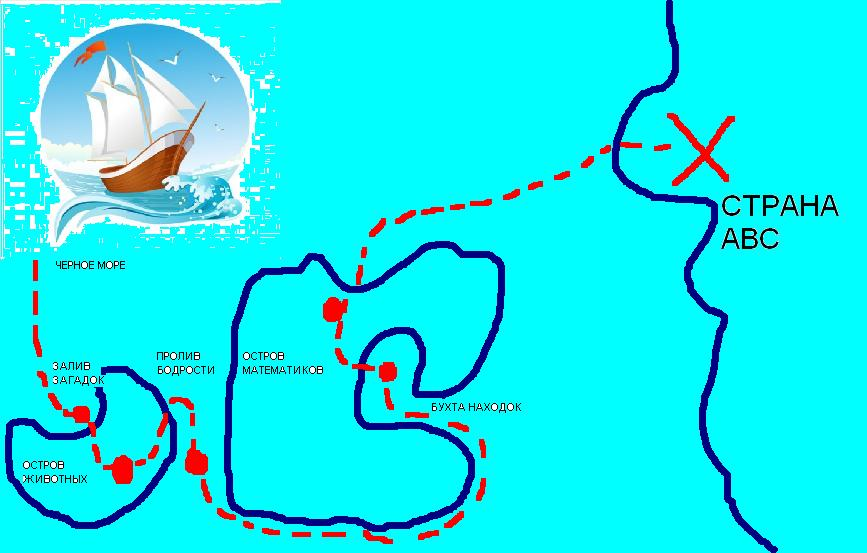 ЧЕРНОЕ МОРЕ
ЗАЛИВ
ЗАГАДОК
ОСТРОВ
ЖИВОТНЫХ
ПРОЛИВ
БОДРОСТИ
ОСТРОВ
МАТЕМАТИКОВ
БУХТА НАХОДОК
СТРАНА
АВС